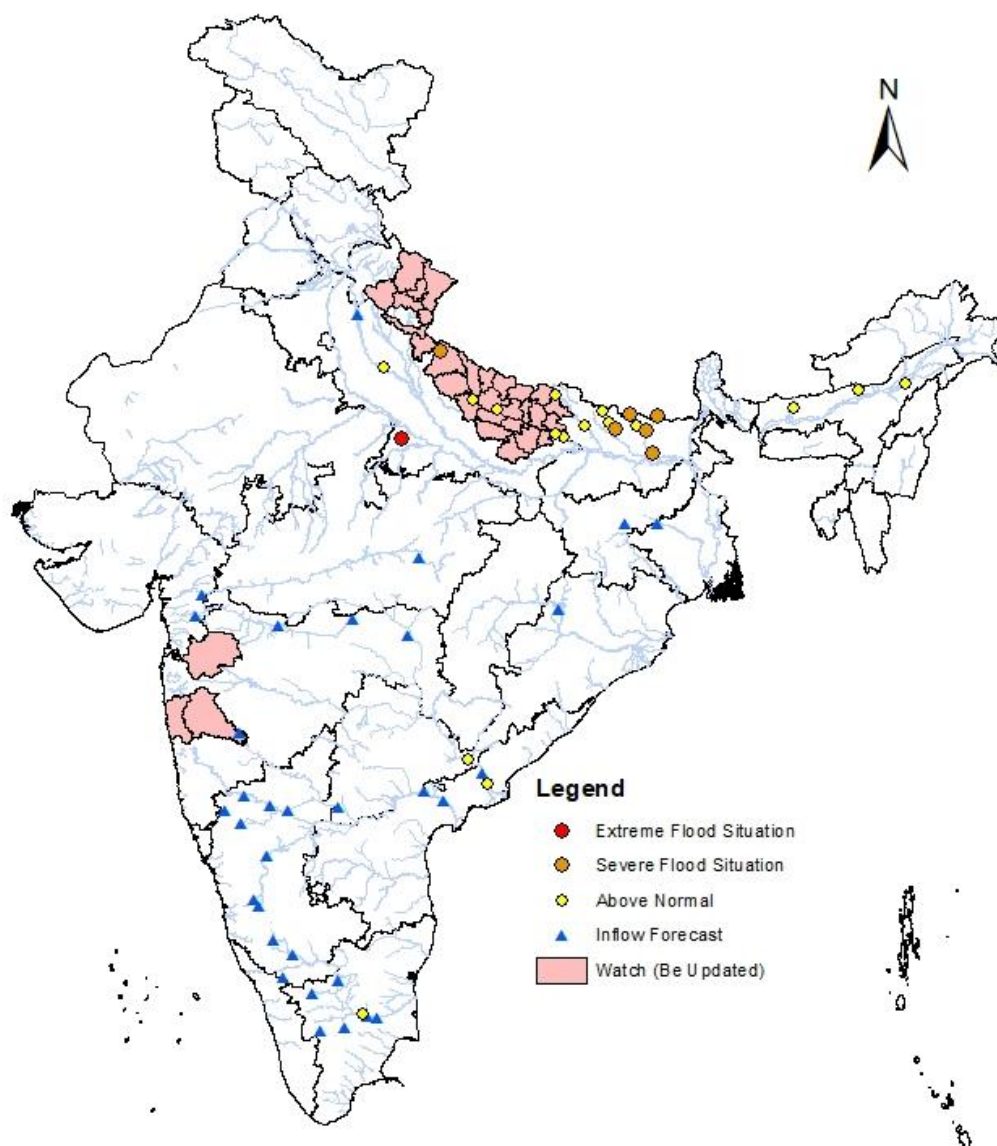 N
Legend
Extreme Flood Situation
Severe Flood Situation
Above Normal
Inflow Forecast
Watch (Be Updated)